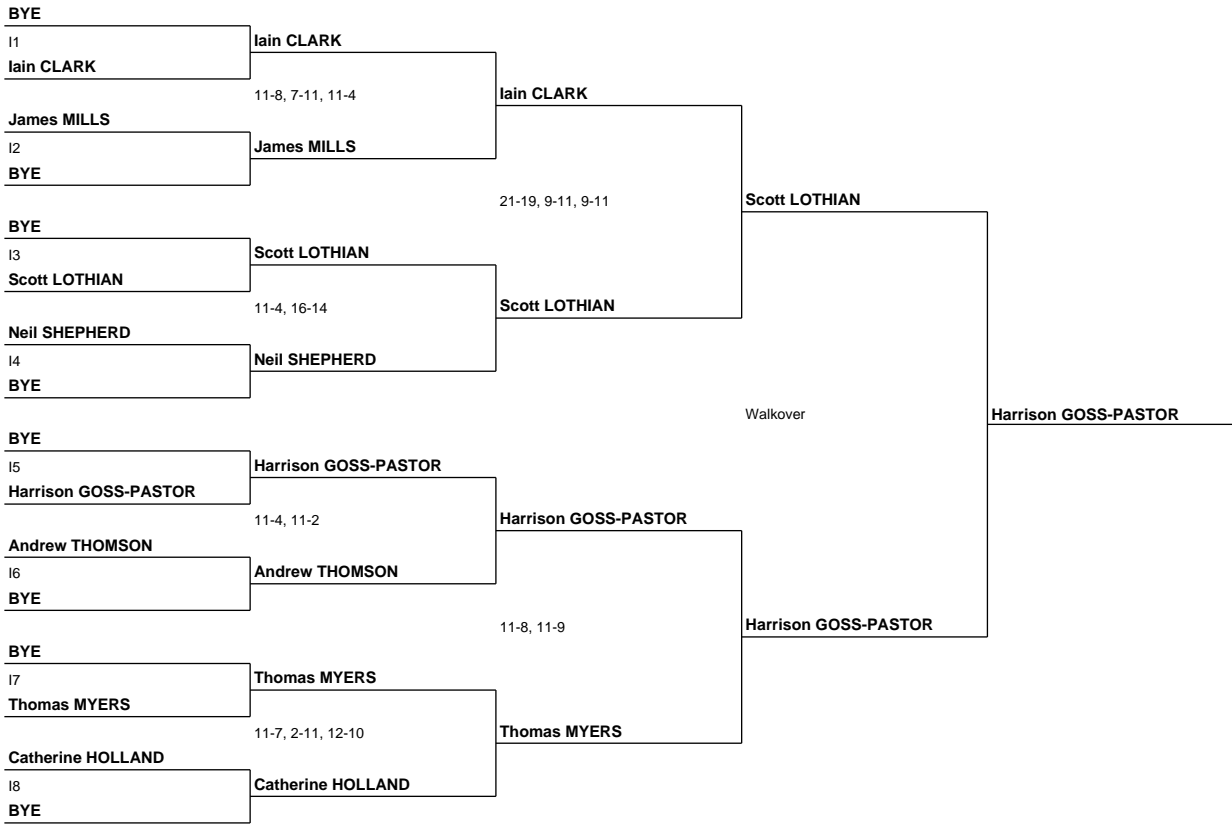 BYE
I1
Iain CLARK
James MILLS
I2
BYE
BYE
I3
Scott LOTHIAN
Neil SHEPHERD
I4
BYE
BYE
I5
Harrison GOSS-PASTOR
Andrew THOMSON
I6
BYE
BYE
I7
Thomas MYERS
Catherine HOLLAND
I8
BYE
Iain CLARK
11-8, 7-11, 11-4
James MILLS
Scott LOTHIAN
11-4, 16-14
Neil SHEPHERD
Harrison GOSS-PASTOR
11-4, 11-2
Andrew THOMSON
Thomas MYERS
11-7, 2-11, 12-10
Catherine HOLLAND
Iain CLARK
21-19, 9-11, 9-11
Scott LOTHIAN
Harrison GOSS-PASTOR
11-8, 11-9
Thomas MYERS
Scott LOTHIAN
Walkover
Harrison GOSS-PASTOR
Harrison GOSS-PASTOR